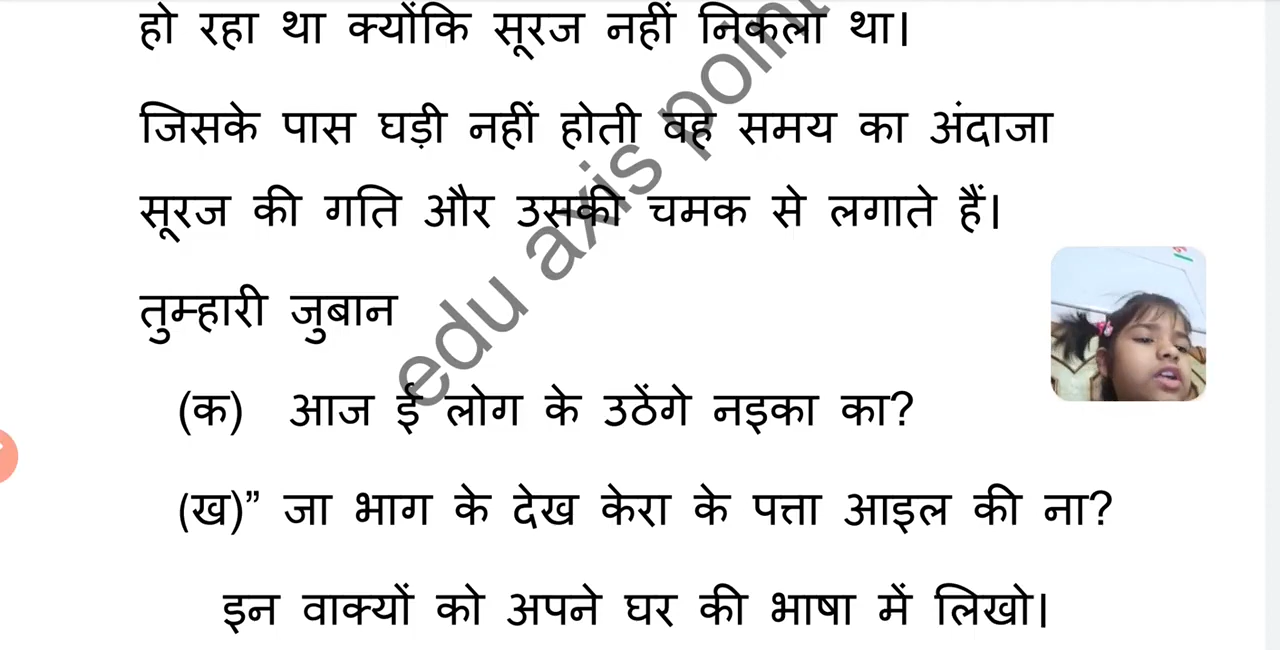 हो रहा था क्योंकि सूरज नहीं निकला था।
जिसके पास घड़ी नहीं होती वह समय का अंदाजा
सूरज की गति और उसकी चमक से लगाते हैं।
तुम्हारी जुबान
(क) आज ई लोग के उठेंगे नइका का?
(ख)” जा भाग के देख केरा के पत्ता आइल की ना?
इन वाक्यों को अपने घर की भाषा में लिखो।
edu axis point